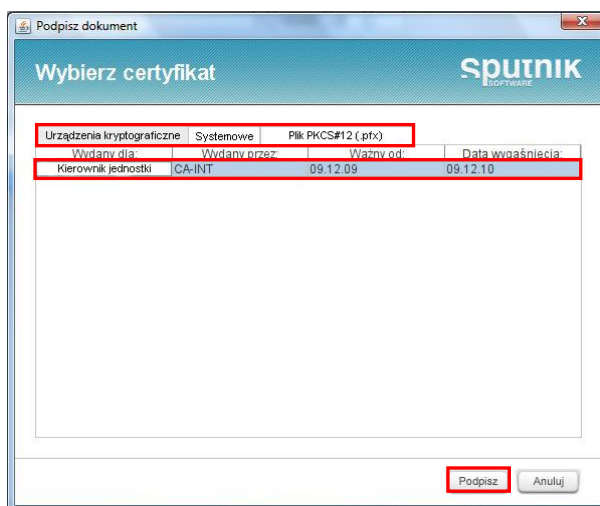 Podpisz dokument
Wybierz certyfikat
Sputnik
SOFTWARE
Urządzenia kryptograficzne Systemowe Plik PKCS#12 (.pfx)
Wydany dla: Wydany przez: Ważny od: Data wygaśnięcia:
Kierownik jednostki CA-INT 09.12.09 09.12.10
Podpisz Anuluj